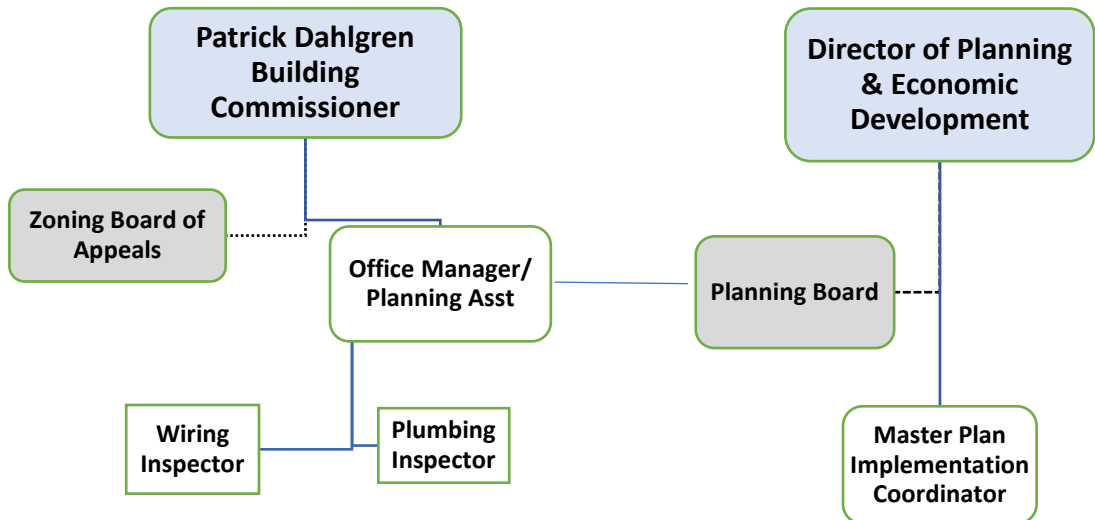 Patrick Dahlgren
Building
Commissioner
Director of Planning
& Economic
Development
Zoning Board of
Appeals
Office Manager/
Planning Asst
Planning Board
Wiring
Inspector
Plumbing
Inspector
Master Plan
Implementation
Coordinator